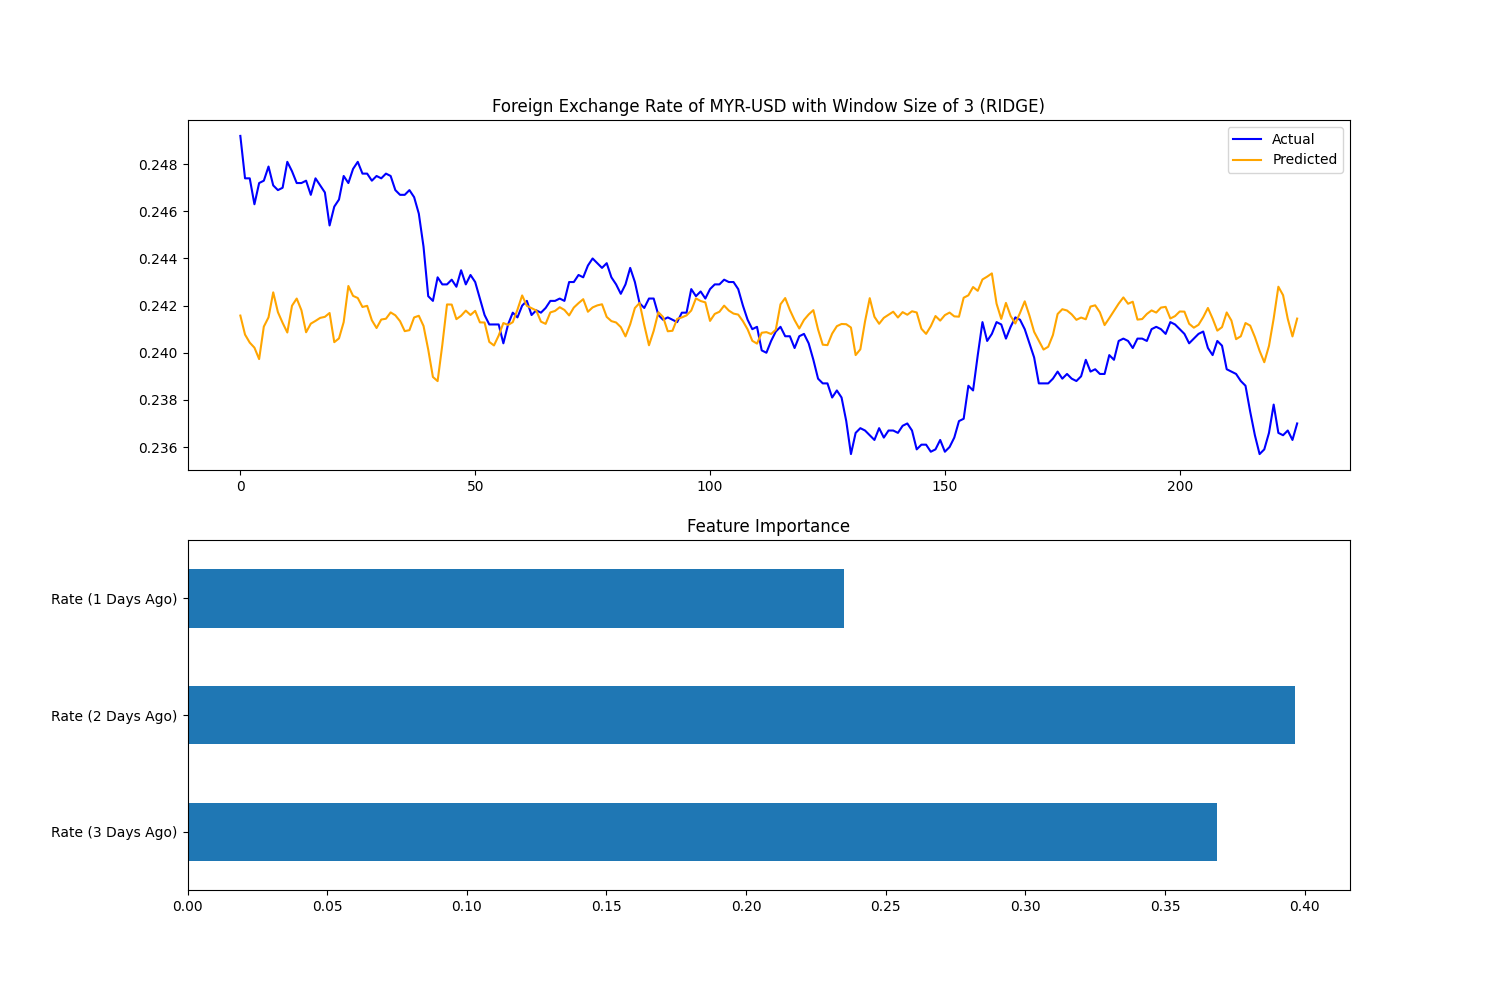 Foreign Exchange Rate of MYR-USD with Window Size of 3 (RIDGE)
Actual
Predicted
0.248
0.246
0.244
0.242
0.240
0.238
0.236
0 50 100 150 200
Feature Importance
Rate (1 Days Ago)
Rate (2 Days Ago)
Rate (3 Days Ago)
0.00 0.05 0.10 0.15 0.20 0.25 0.30 0.35 0.40